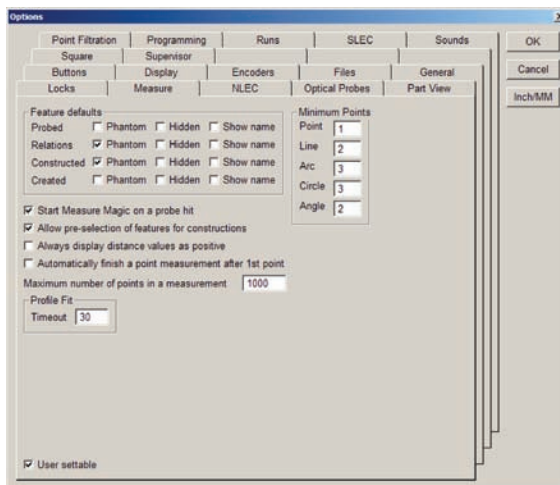 Options
Point Filtration Programming Runs SLEC Sounds
Square Supervisor
Buttons Display Encoders Files General
Locks Measure NLEC Optical Probes Part View
OK
Cancel
Inch/MM
Feature defaults
Probed Phantom Hidden Show name
Relations Phantom Hidden Show name
Constructed Phantom Hidden Show name
Created Phantom Hidden Show name
Minimum Points
Point 1
Line 2
Arc 3
Circle 3
Angle 2
Start Measure Magic on a probe hit
Allow pre-selection of features for constructions
Always display distance values as positive
Automatically finish a point measurement after 1st point
Maximum number of points in a measurement 1000
Profile Fit
Timeout 30
User settable